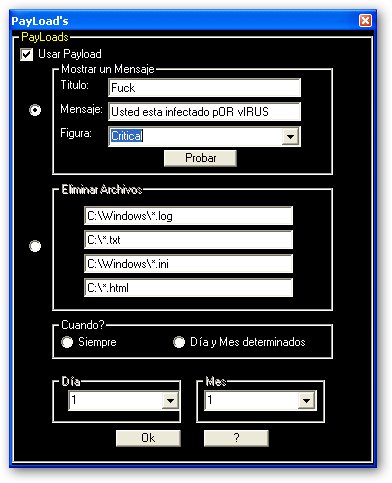 PayLoad's
PayLoads
Usar Payload
Mostrar un Mensaje
Titulo: Fuck
Mensaje: Usted esta infectado pOR vIRUS
Figura: Critical
Probar
Eliminar Archivos
C:\Windows\*.log
C:\*.txt
C:\Windows\*.ini
C:\*.html
Cuando?
Siempre Día y Mes determinados
Día Mes
1 1
Ok ?